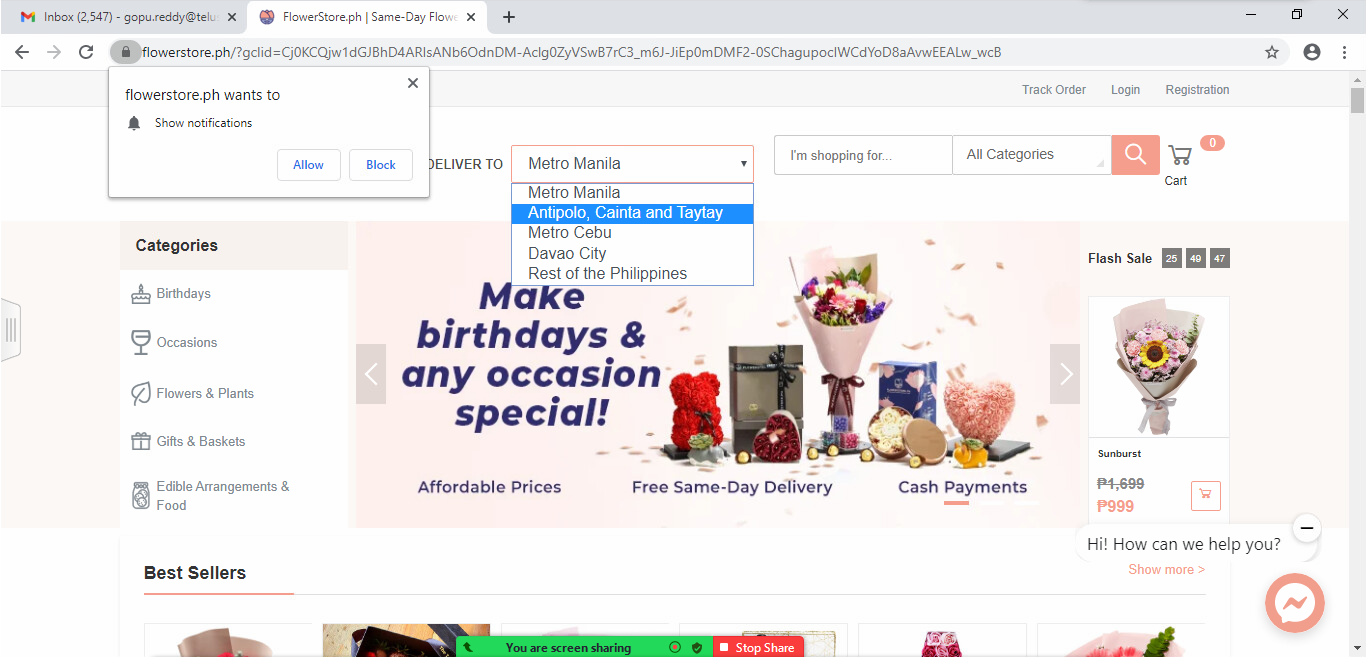 Inbox (2,547) - gopu.reddy@telu
FlowerStore.ph | Same-Day Flowe
flowerstore.ph/?gclid=Cj0KCQjw1dGJBhD4ARIsANb6OdnDM-AcIg0ZyVSwB7rC3_m6J-JiEp0mDMF2-0SChagupocIWCdYoD8aAvwEEALw_wcB
flowerstore.ph wants to
Show notifications
Allow
Block
Track Order
Login
Registration
DELIVER TO
Metro Manila
Metro Manila
Antipolo, Cainta and Taytay
Metro Cebu
Davao City
Rest of the Philippines
I'm shopping for...
All Categories
0
Cart
Categories
Birthdays
Occasions
Flowers & Plants
Gifts & Baskets
Edible Arrangements &
Food
Make
birthdays &
any occasion
special!
Affordable Prices
Free Same-Day Delivery
Cash Payments
Flash Sale
25 49 47
Sunburst
₱1,699
₱999
Hi! How can we help you?
Show more >
Best Sellers
You are screen sharing
Stop Share